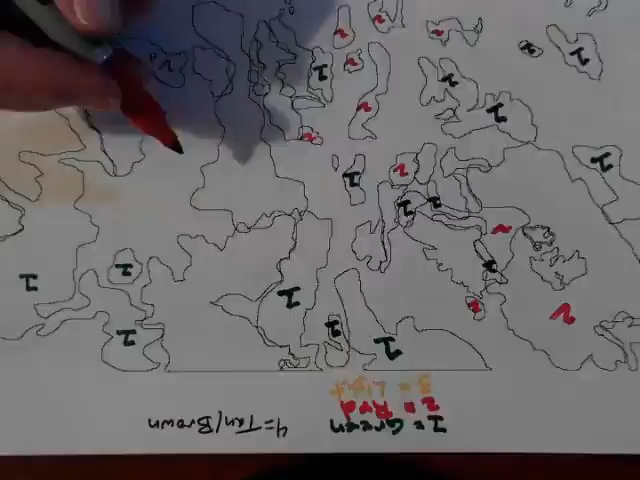 1 = Green
2 = Red
3 = Light
4 = Tan/Brown